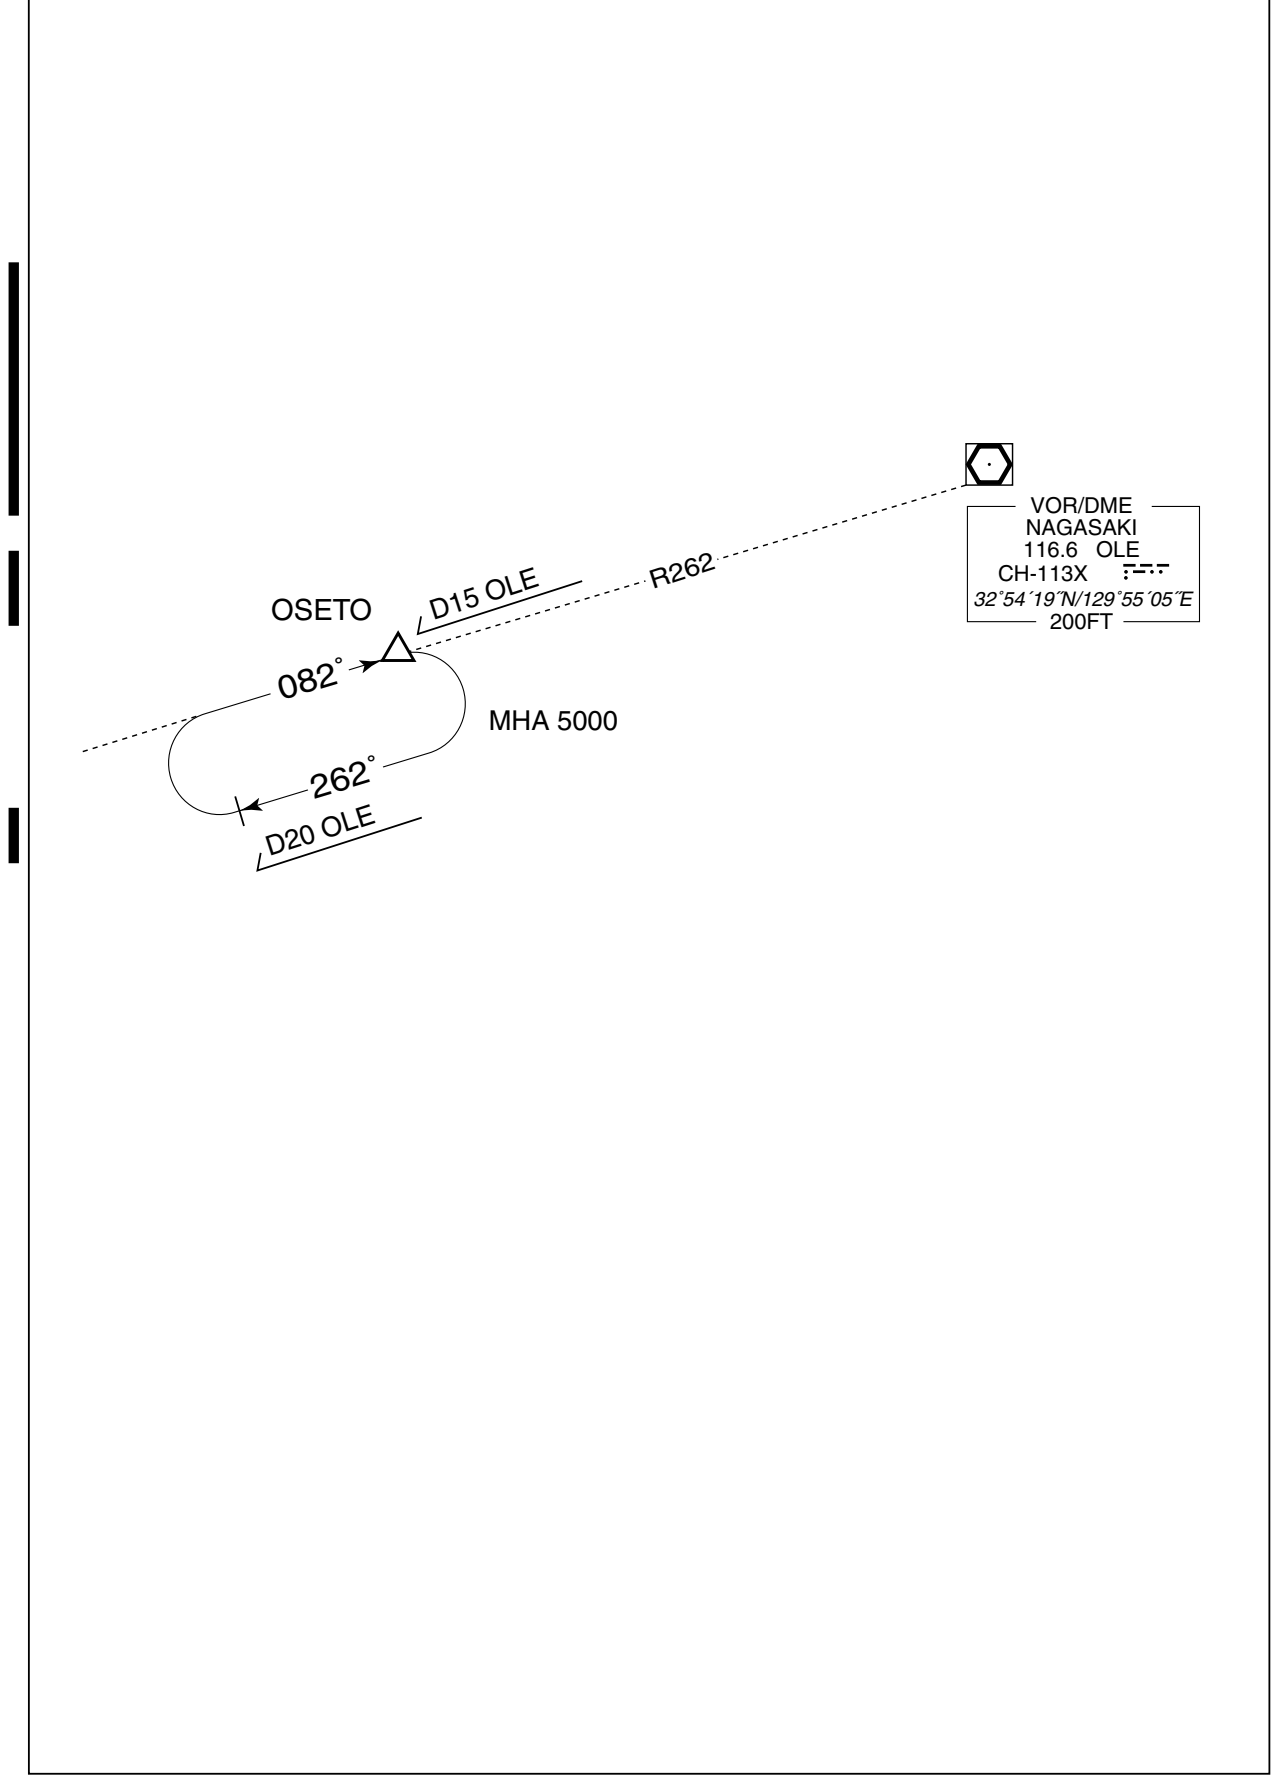 VOR/DME
NAGASAKI
116.6 OLE
CH-113X
32°54´19˝N/129°55´05˝E
200FT
R262
D15 OLE
OSETO
082°
MHA 5000
262°
D20 OLE